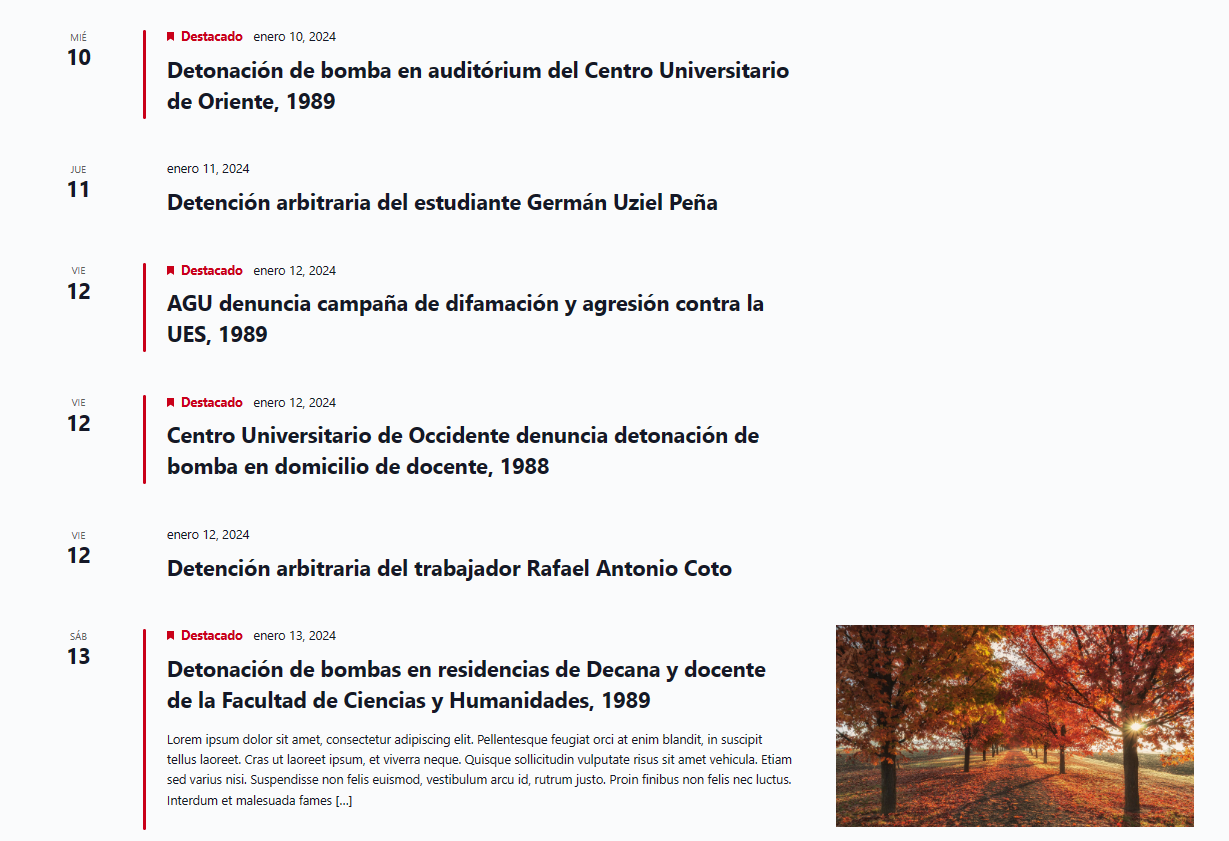 MIÉ
10
Destacado enero 10, 2024
Detonación de bomba en auditórium del Centro Universitario
de Oriente, 1989
JUE
11
enero 11, 2024
Detención arbitraria del estudiante Germán Uziel Peña
VIE
12
Destacado enero 12, 2024
AGU denuncia campaña de difamación y agresión contra la
UES, 1989
VIE
12
Destacado enero 12, 2024
Centro Universitario de Occidente denuncia detonación de
bomba en domicilio de docente, 1988
VIE
12
enero 12, 2024
Detención arbitraria del trabajador Rafael Antonio Coto
SÁB
13
Destacado enero 13, 2024
Detonación de bombas en residencias de Decana y docente
de la Facultad de Ciencias y Humanidades, 1989
Lorem ipsum dolor sit amet, consectetur adipiscing elit. Pellentesque feugiat orci at enim blandit, in suscipit
tellus laoreet. Cras ut laoreet ipsum, et viverra neque. Quisque sollicitudin vulputate risus sit amet vehicula. Etiam
sed varius nisi. Suspendisse non felis euismod, vestibulum arcu id, rutrum justo. Proin finibus non felis nec luctus.
Interdum et malesuada fames [...]